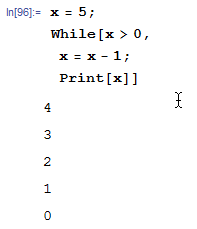 In[96]:= x = 5;
While[x > 0,
x = x - 1;
Print[x]]
4
3
2
1
0